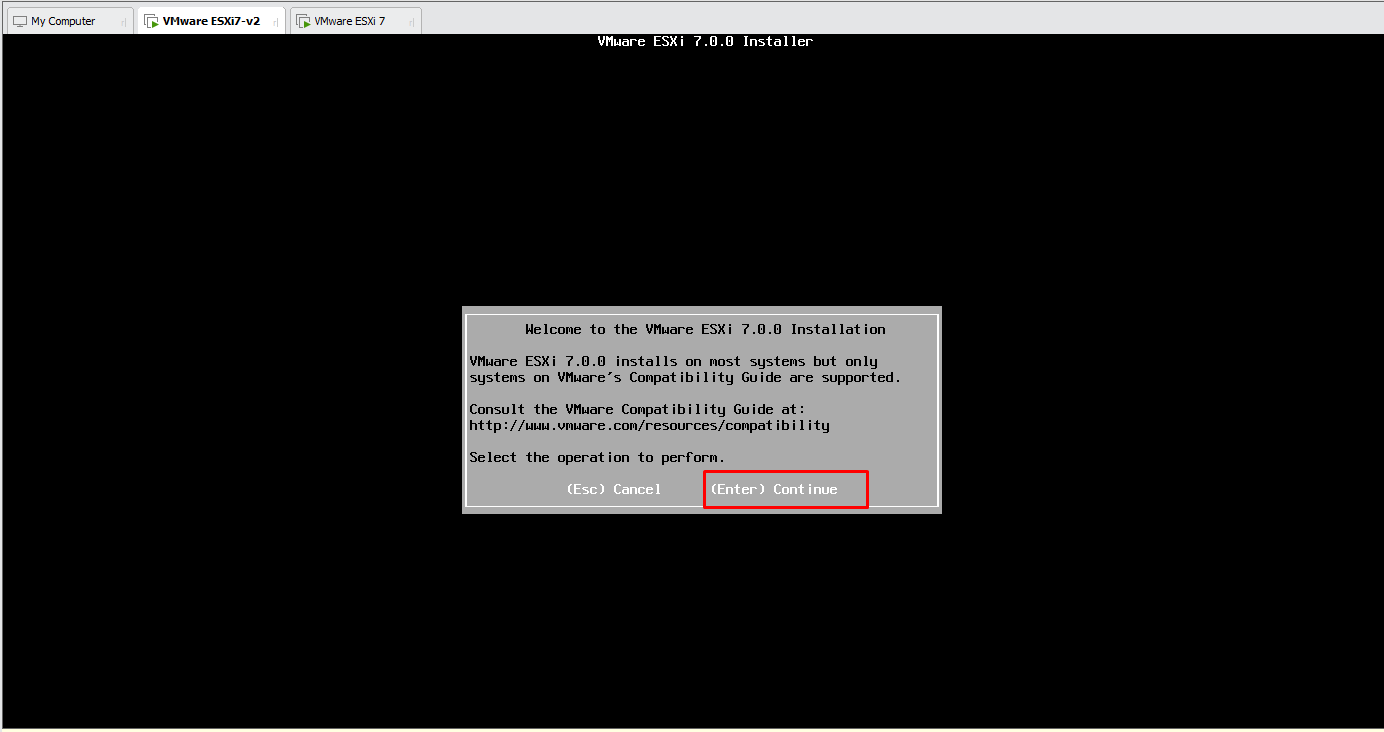 My Computer
VMware ESXi7-v2
VMware ESXi 7
VMware ESXi 7.0.0 Installer
Welcome to the VMware ESXi 7.0.0 Installation
VMware ESXi 7.0.0 installs on most systems but only
systems on VMware's Compatibility Guide are supported.
Consult the VMware Compatibility Guide at:
http://www.vmware.com/resources/compatibility
Select the operation to perform.
(Esc) Cancel (Enter) Continue